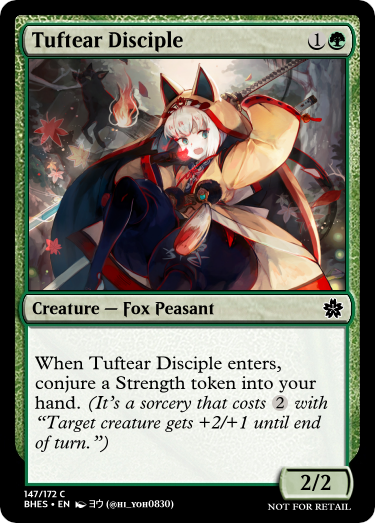 Tuftear Disciple 1
Creature — Fox Peasant
When Tuftear Disciple enters,
conjure a Strength token into your
hand. (It's a sorcery that costs 2 with
“Target creature gets +2/+1 until end
of turn.”)
2/2
147/172 C
BHES • EN ヨウ (@HI_YOH0830)
NOT FOR RETAIL